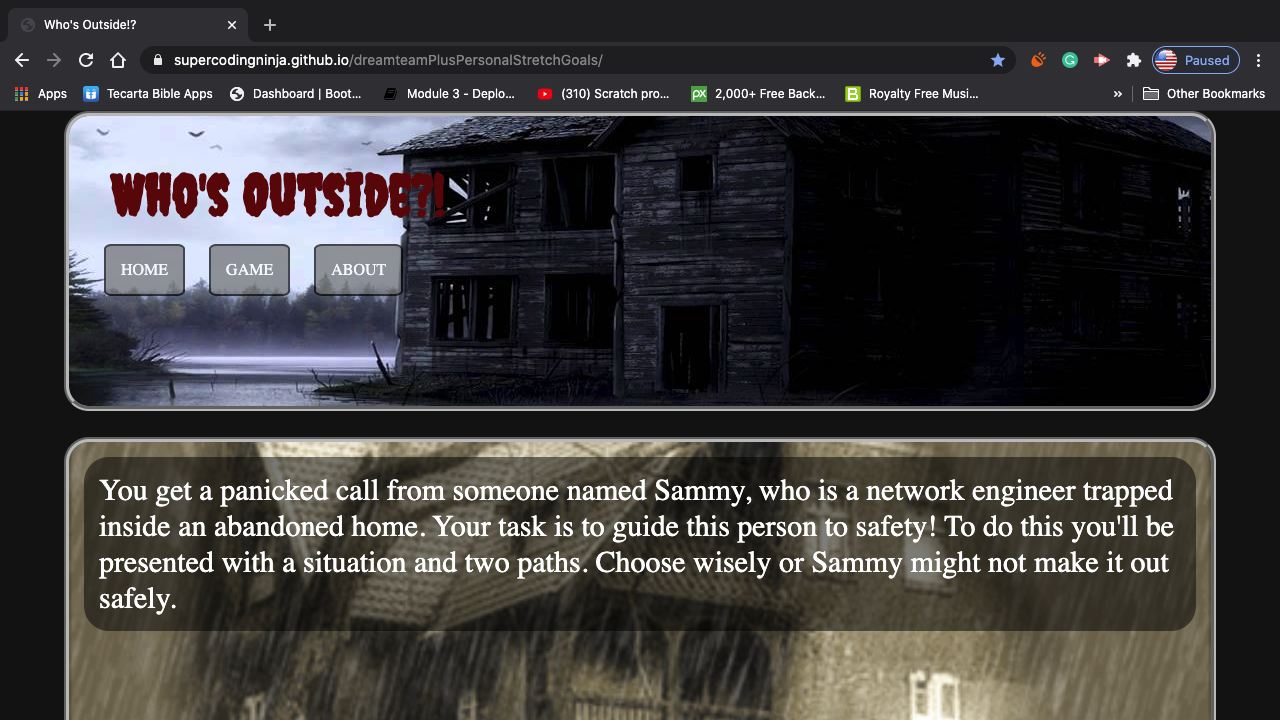 Who's Outside!?
supercodingninja.github.io/dreamteamPlusPersonalStretchGoals/
Paused
Apps
Tecarta Bible Apps
Dashboard | Boot...
Module 3 - Deplo...
(310) Scratch pro...
px
2,000+ Free Back...
B
Royalty Free Musi...
»
Other Bookmarks
WHO'S OUTSIDE?!
HOME GAME ABOUT
You get a panicked call from someone named Sammy, who is a network engineer trapped
inside an abandoned home. Your task is to guide this person to safety! To do this you'll be
presented with a situation and two paths. Choose wisely or Sammy might not make it out
safely.